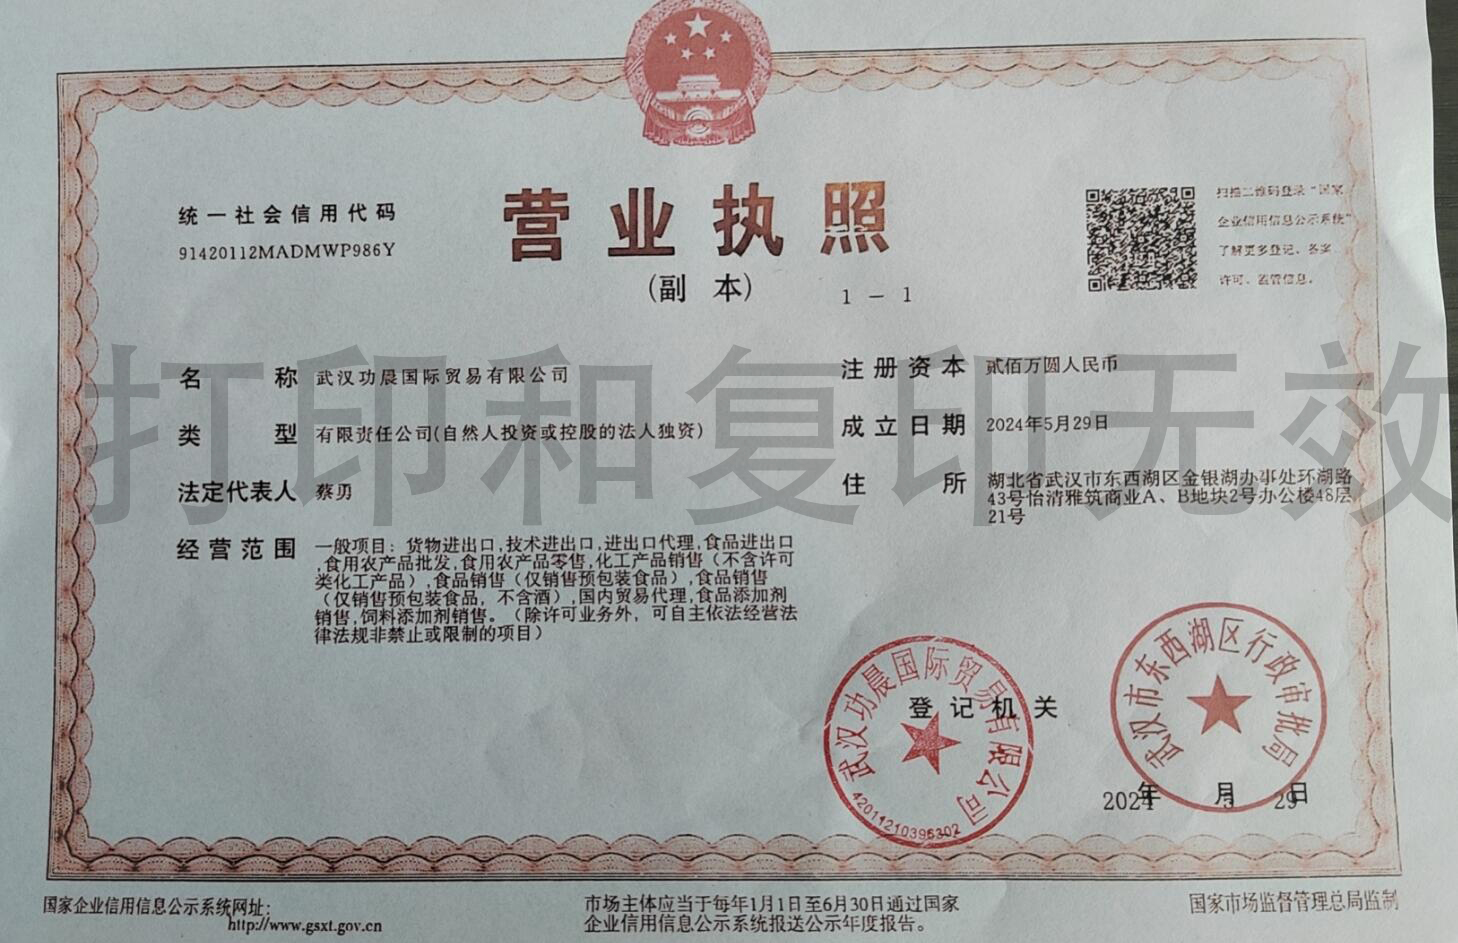 统一社会信用代码
91420112MADMWP986Y
营业执照
(副 本)
1 - 1
扫描二维码登录“国家
企业信用信息公示系统”
了解更多登记、备案、
许可、监管信息。
打印和复印无效
名 称 武汉功晨国际贸易有限公司
类 型 有限责任公司(自然人投资或控股的法人独资)
法定代表人 蔡勇
经营范围 一般项目：货物进出口,技术进出口,进出口代理,食品进出口
,食用农产品批发,食用农产品零售,化工产品销售（不含许可
类化工产品）,食品销售（仅销售预包装食品）,食品销售
（仅销售预包装食品，不含酒）,国内贸易代理,食品添加剂
销售,饲料添加剂销售。（除许可业务外，可自主依法经营法
律法规非禁止或限制的项目）
注册资本 贰佰万圆人民币
成立日期 2024年5月29日
住 所 湖北省武汉市东西湖区金银湖办事处环湖路
43号怡清雅筑商业A、B地块2号办公楼48层
21号
武汉功晨国际贸易有限公司
42011210396302
登记机关
武汉市东西湖区行政审批局
2024年5月29日
国家企业信用信息公示系统网址:
http://www.gsxt.gov.cn
市场主体应当于每年1月1日至6月30日通过国家
企业信用信息公示系统报送公示年度报告。
国家市场监督管理总局监制